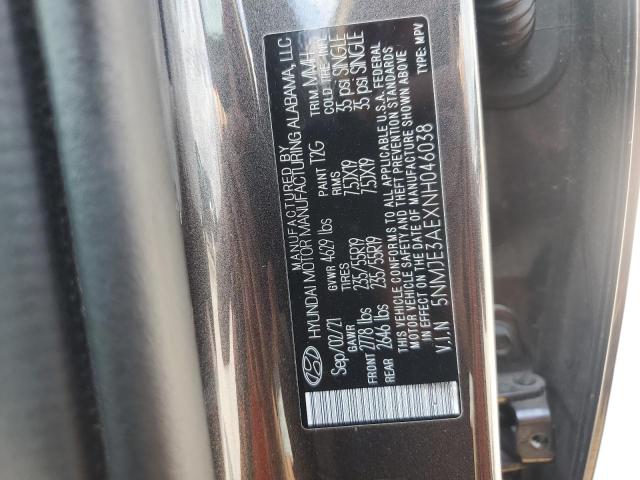 MANUFACTURED BY
HYUNDAI MOTOR MANUFACTURING ALABAMA, LLC
Sep/02/21 GVWR 4629 lbs PAINT T2G TRIM
GAWR TIRES RIMS COLD TIRE INF.
FRONT 2778 lbs 235/55R19 7.5JX19 35 psi SINGLE
REAR 2646 lbs 235/55R19 7.5JX19 35 psi SINGLE
THIS VEHICLE CONFORMS TO ALL APPLICABLE U.S.A. FEDERAL
MOTOR VEHICLE SAFETY AND THEFT PREVENTION STANDARDS
IN EFFECT ON THE DATE OF MANUFACTURE SHOWN ABOVE
V.I.N 5NMJE3AEXNH046038 TYPE: MPV